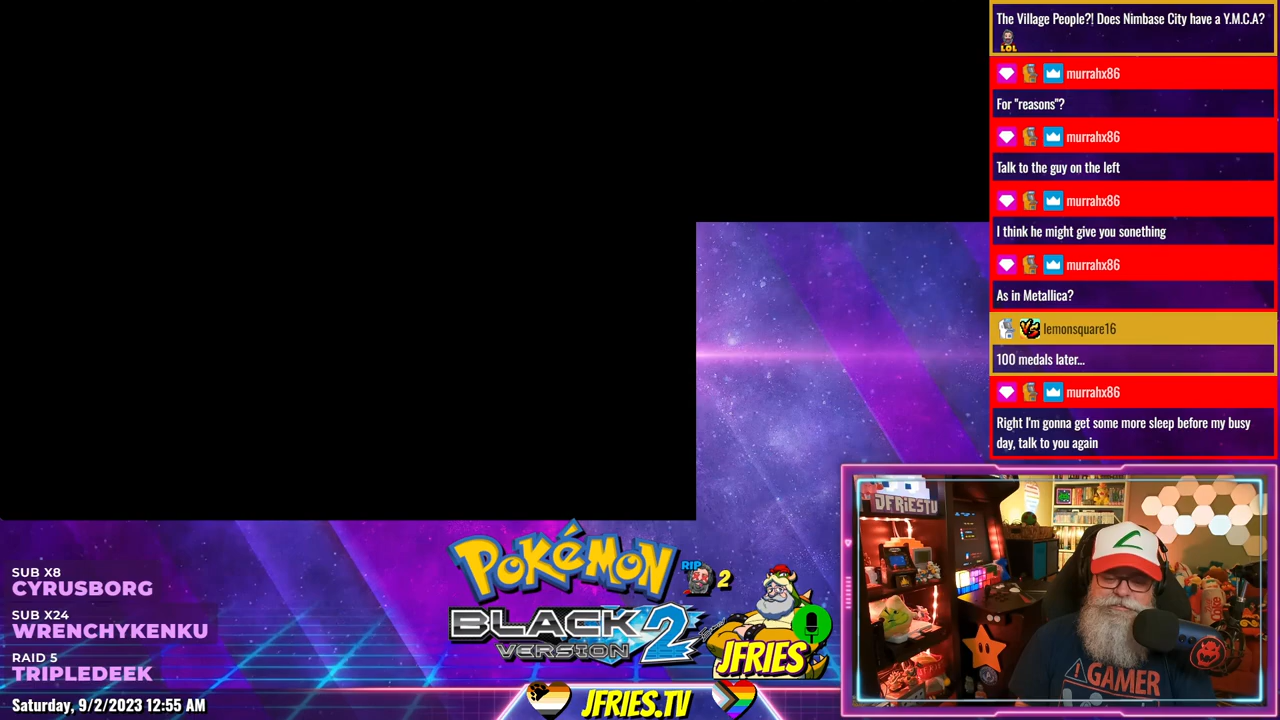 The Village People?! Does Nimbase City have a Y.M.C.A?
LOL
murrahx86
For "reasons"?
murrahx86
Talk to the guy on the left
murrahx86
I think he might give you sonething
murrahx86
As in Metallica?
lemonsquare16
100 medals later...
murrahx86
Right I'm gonna get some more sleep before my busy
day, talk to you again
SUB X8
CYRUSBORG
SUB X24
WRENCHYKENKU
RAID 5
TRIPLEDEEK
Saturday, 9/2/2023 12:55 AM
POKéMON
BLACK
VERSION 2
RIP
2
JFRIES
JFRIES.TV
DFRIESTV
GAMER